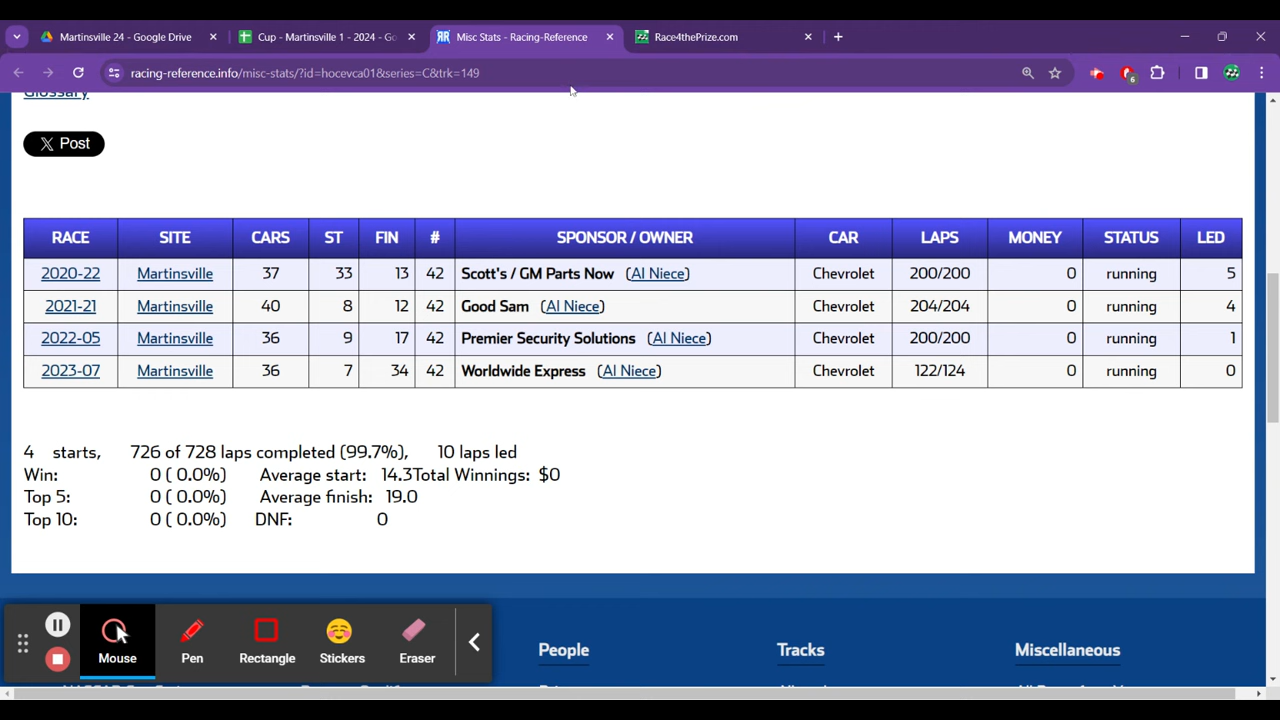 Martinsville 24 - Google Drive
Cup - Martinsville 1 - 2024 - Go
Misc Stats - Racing-Reference
Race4thePrize.com
racing-reference.info/misc-stats/?id=hocevca01&series=C&trk=149
6
Glossary
X Post
RACE SITE CARS ST FIN # SPONSOR / OWNER CAR LAPS MONEY STATUS LED
2020-22 Martinsville 37 33 13 42 Scott's / GM Parts Now (Al Niece) Chevrolet 200/200 0 running 5
2021-21 Martinsville 40 8 12 42 Good Sam (Al Niece) Chevrolet 204/204 0 running 4
2022-05 Martinsville 36 9 17 42 Premier Security Solutions (Al Niece) Chevrolet 200/200 0 running 1
2023-07 Martinsville 36 7 34 42 Worldwide Express (Al Niece) Chevrolet 122/124 0 running 0
4 starts, 726 of 728 laps completed (99.7%), 10 laps led
Win: 0 ( 0.0%) Average start: 14.3Total Winnings: $0
Top 5: 0 ( 0.0%) Average finish: 19.0
Top 10: 0 ( 0.0%) DNF: 0
Mouse Pen Rectangle Stickers Eraser
People Tracks Miscellaneous